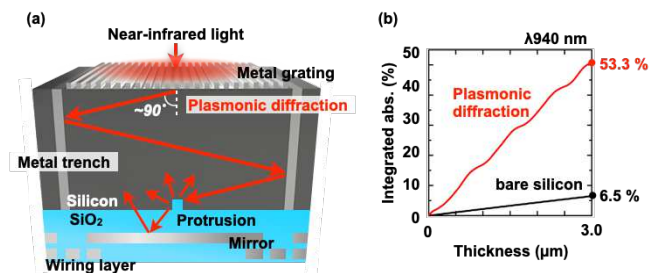 (a)
Near-infrared light
Metal grating
~90°
Plasmonic diffraction
Metal trench
Silicon
SiO₂
Protrusion
Mirror
Wiring layer
(b)
λ940 nm
Integrated abs. (%)
50
40
30
20
10
0
0
3.0
Thickness (μm)
53.3 %
Plasmonic
diffraction
bare silicon
6.5 %